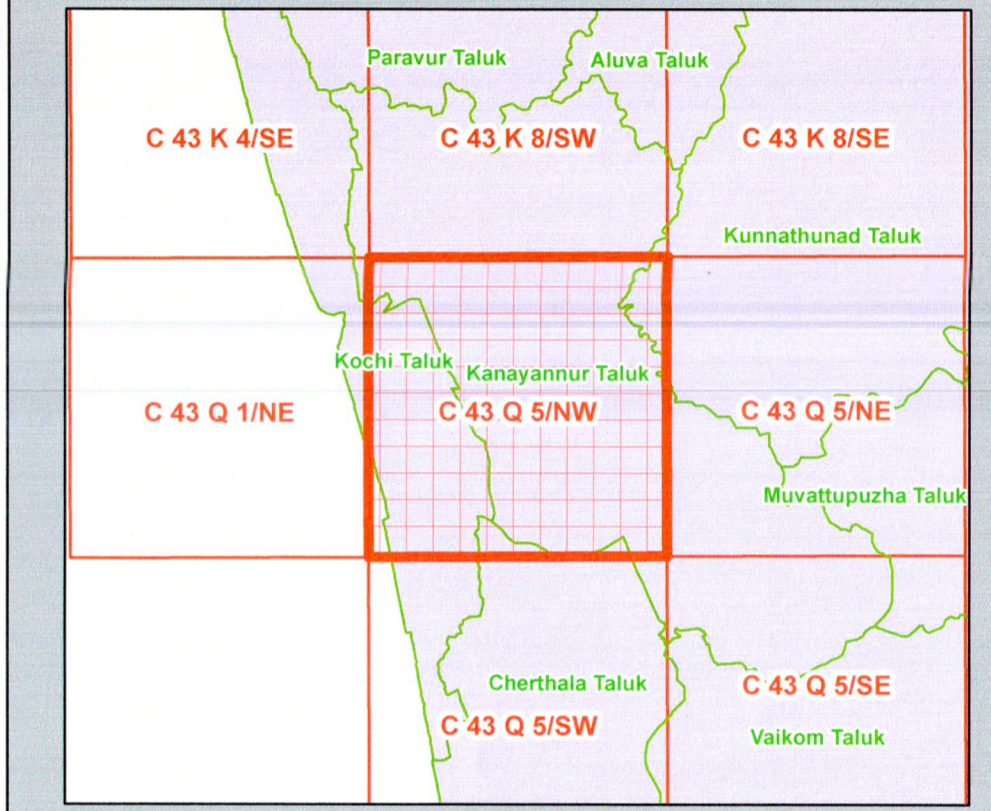 Paravur Taluk
Aluva Taluk
C 43 K 4/SE
C 43 K 8/SW
C 43 K 8/SE
Kunnathunad Taluk
Kochi Taluk
Kanayannur Taluk
C 43 Q 1/NE
C 43 Q 5/NW
C 43 Q 5/NE
Muvattupuzha Taluk
Cherthala Taluk
C 43 Q 5/SE
C 43 Q 5/SW
Vaikom Taluk